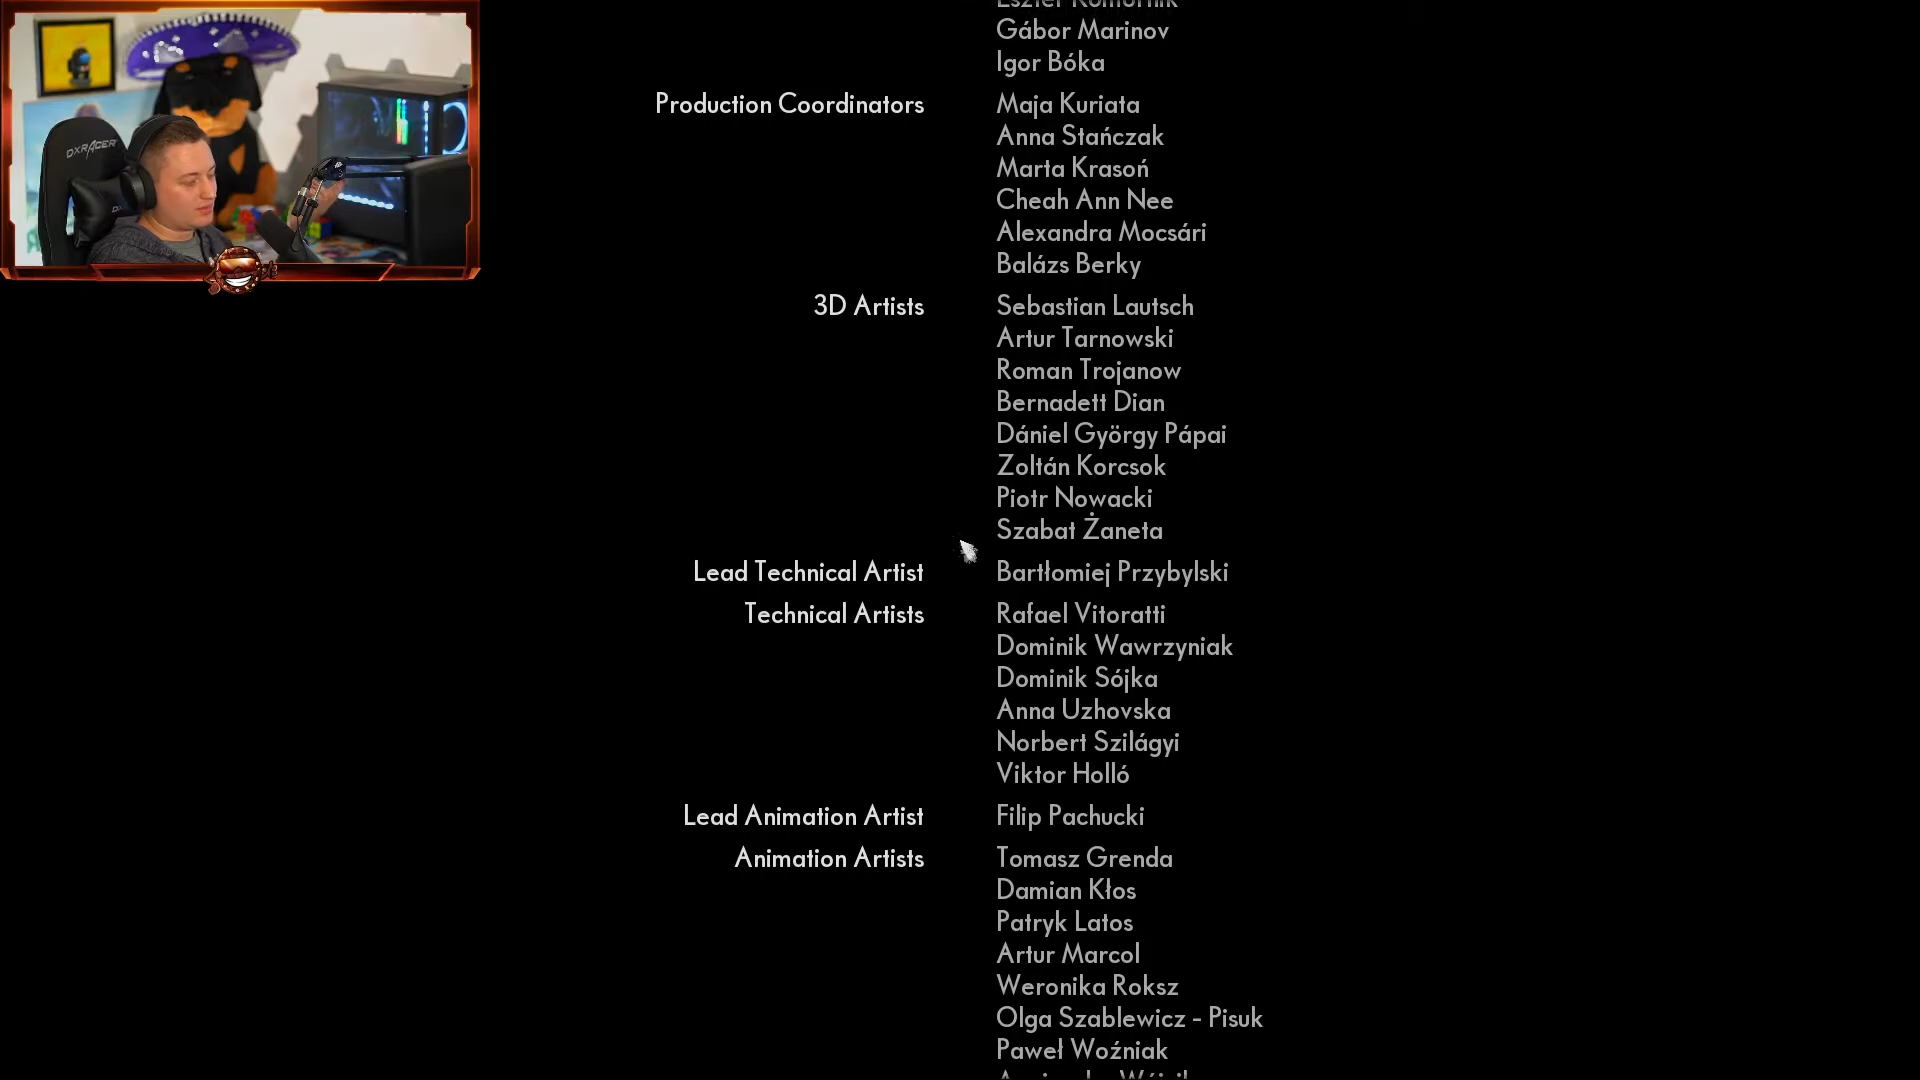 Gábor Marinov
Igor Bóka
Production Coordinators Maja Kuriata
Anna Stańczak
Marta Krasoń
Cheah Ann Nee
Alexandra Mocsári
Balázs Berky
3D Artists Sebastian Lautsch
Artur Tarnowski
Roman Trojanow
Bernadett Dian
Dániel György Pápai
Zoltán Korcsok
Piotr Nowacki
Szabat Żaneta
Lead Technical Artist Bartłomiej Przybylski
Technical Artists Rafael Vitoratti
Dominik Wawrzyniak
Dominik Sójka
Anna Uzhovska
Norbert Szilágyi
Viktor Holló
Lead Animation Artist Filip Pachucki
Animation Artists Tomasz Grenda
Damian Kłos
Patryk Latos
Artur Marcol
Weronika Roksz
Olga Szablewicz - Pisuk
Paweł Woźniak
DXRACER